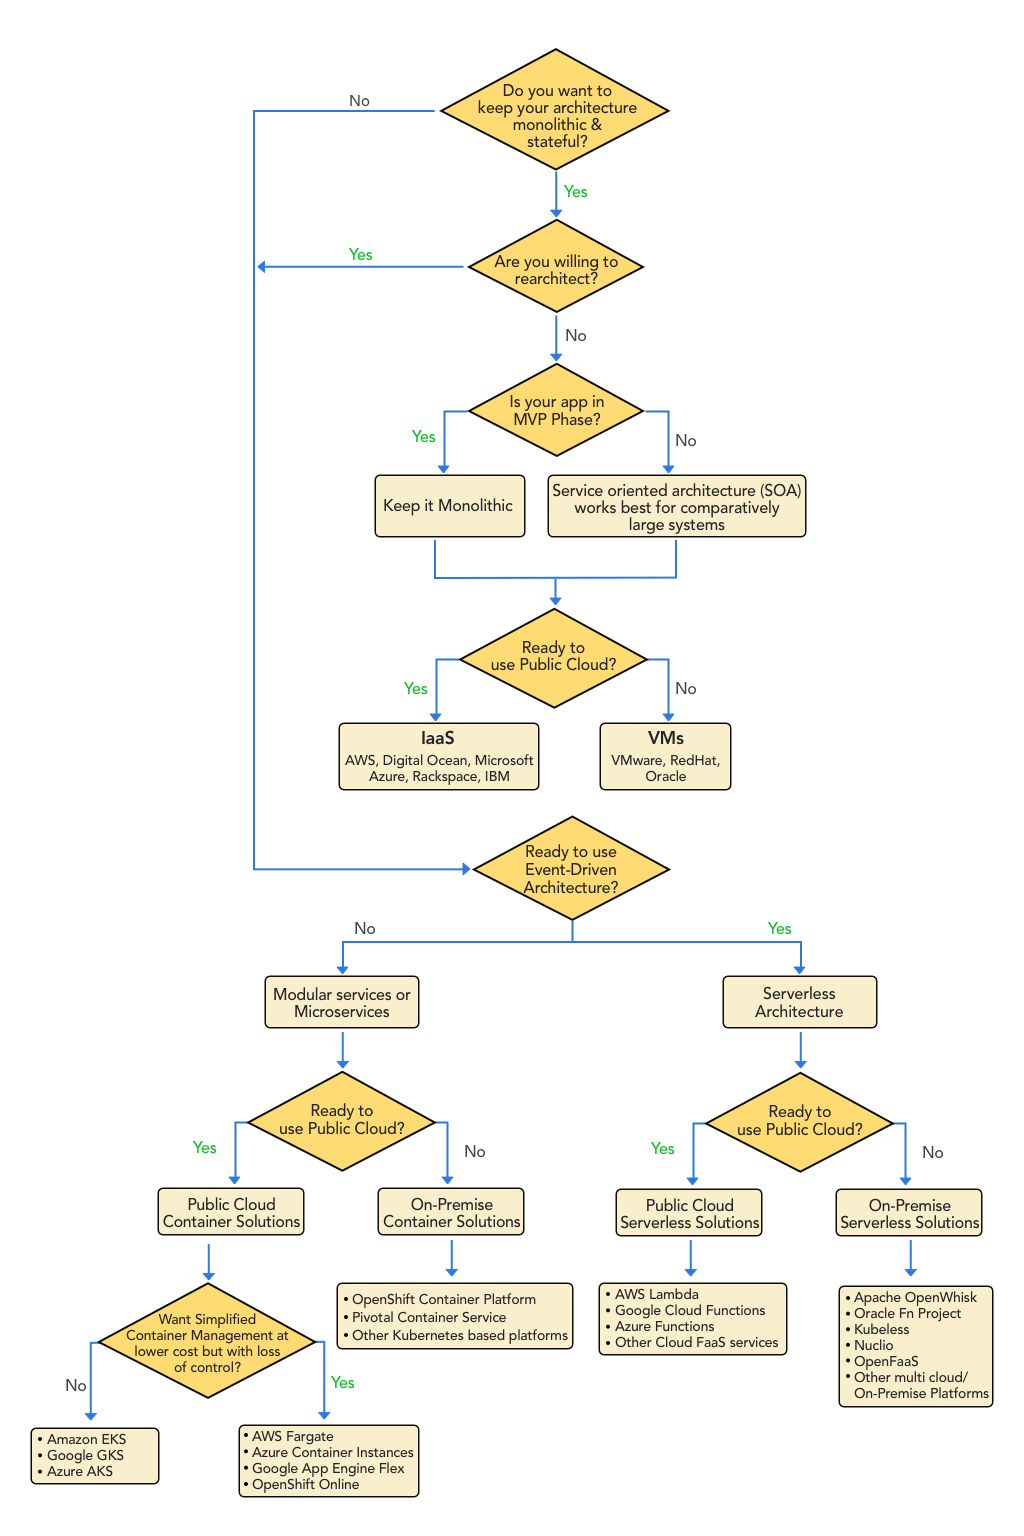 Do you want to
keep your architecture
monolithic &
stateful?
No
Yes
Are you willing to
rearchitect?
Yes
No
Is your app in
MVP Phase?
Yes
No
Keep it Monolithic
Service oriented architecture (SOA)
works best for comparatively
large systems
Ready to
use Public Cloud?
Yes
No
IaaS
AWS, Digital Ocean, Microsoft
Azure, Rackspace, IBM
VMs
VMware, RedHat,
Oracle
Ready to use
Event-Driven
Architecture?
No
Yes
Modular services or
Microservices
Serverless
Architecture
Ready to
use Public Cloud?
Yes
No
Ready to
use Public Cloud?
Yes
No
Public Cloud
Container Solutions
On-Premise
Container Solutions
Public Cloud
Serverless Solutions
On-Premise
Serverless Solutions
Want Simplified
Container Management at
lower cost but with loss
of control?
No
Yes
• OpenShift Container Platform
• Pivotal Container Service
• Other Kubernetes based platforms
• AWS Lambda
• Google Cloud Functions
• Azure Functions
• Other Cloud FaaS services
• Apache OpenWhisk
• Oracle Fn Project
• Kubeless
• Nuclio
• OpenFaaS
• Other multi cloud/
On-Premise Platforms
• Amazon EKS
• Google GKS
• Azure AKS
• AWS Fargate
• Azure Container Instances
• Google App Engine Flex
• OpenShift Online